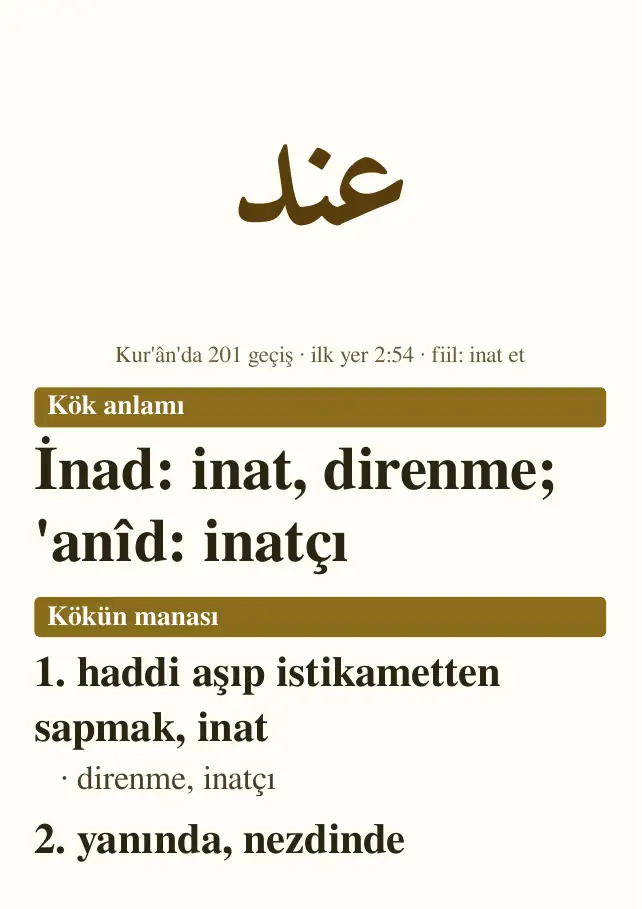 عند
Kur'ân'da 201 geçiş · ilk yer 2:54 · fiil: inat et
Kök anlamı
İnad: inat, direnme;
'anîd: inatçı
Kökün manası
1. haddi aşıp istikametten
sapmak, inat
· direnme, inatçı
2. yanında, nezdinde